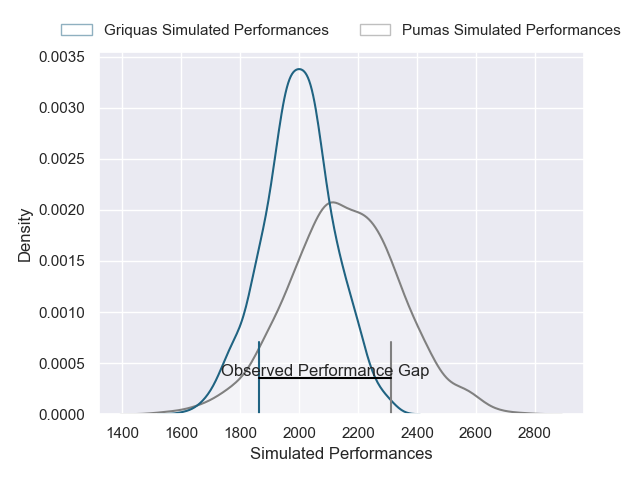 Griquas Simulated Performances
Pumas Simulated Performances
0.0035
0.0030
0.0025
0.0020
0.0015
0.0010
0.0005
0.0000
Density
Observed Performance Gap
1400 1600 1800 2000 2200 2400 2600 2800
Simulated Performances